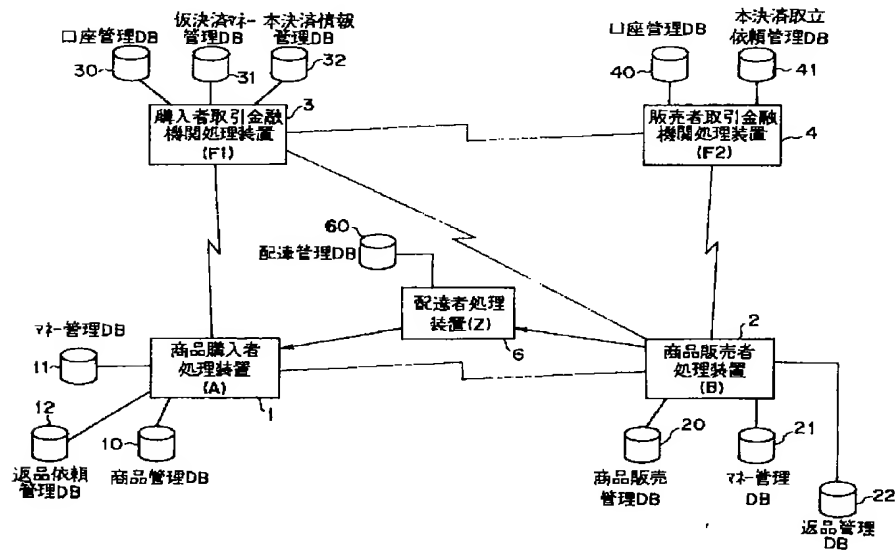 口座管理DB
30
仮決済マネー
管理DB
31
本決済情報
管理DB
32
購入者取引金融
機関処理装置
(F1)
3
口座管理DB
40
本決済取立
依頼管理DB
41
販売者取引金融
機関処理装置
(F2)
4
60
配達管理DB
配達者処理
装置(Z)
6
マネー管理DB
11
商品購入者
処理装置
(A)
1
12
返品依頼
管理DB
10
商品管理DB
2
商品販売者
処理装置
(B)
20
商品販売
管理DB
21
マネー管理
DB
22
返品管理
DB